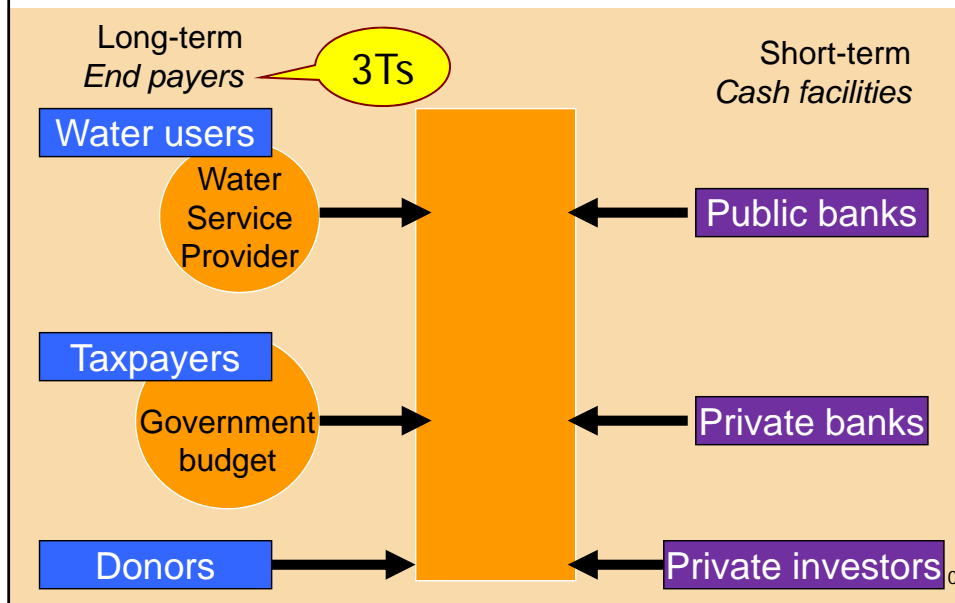 Long-term
End payers
3Ts
Short-term
Cash facilities
Water users
Water
Service
Provider
Public banks
Taxpayers
Government
budget
Private banks
Donors
Private investors